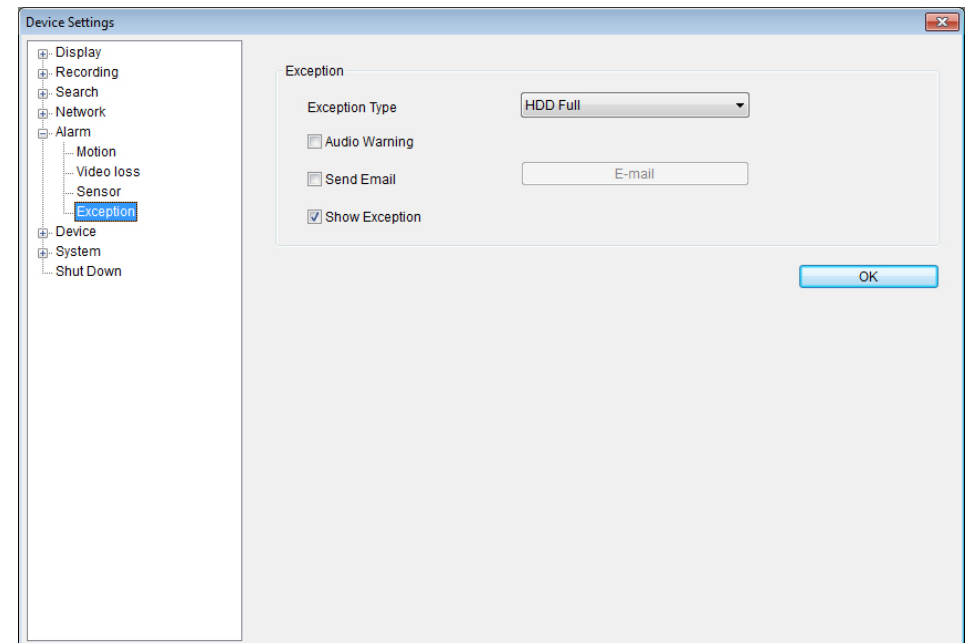 Device Settings
Display
Recording
Search
Network
Alarm
Motion
Video loss
Sensor
Exception
Device
System
Shut Down
Exception
Exception Type
HDD Full
Audio Warning
Send Email
E-mail
Show Exception
OK